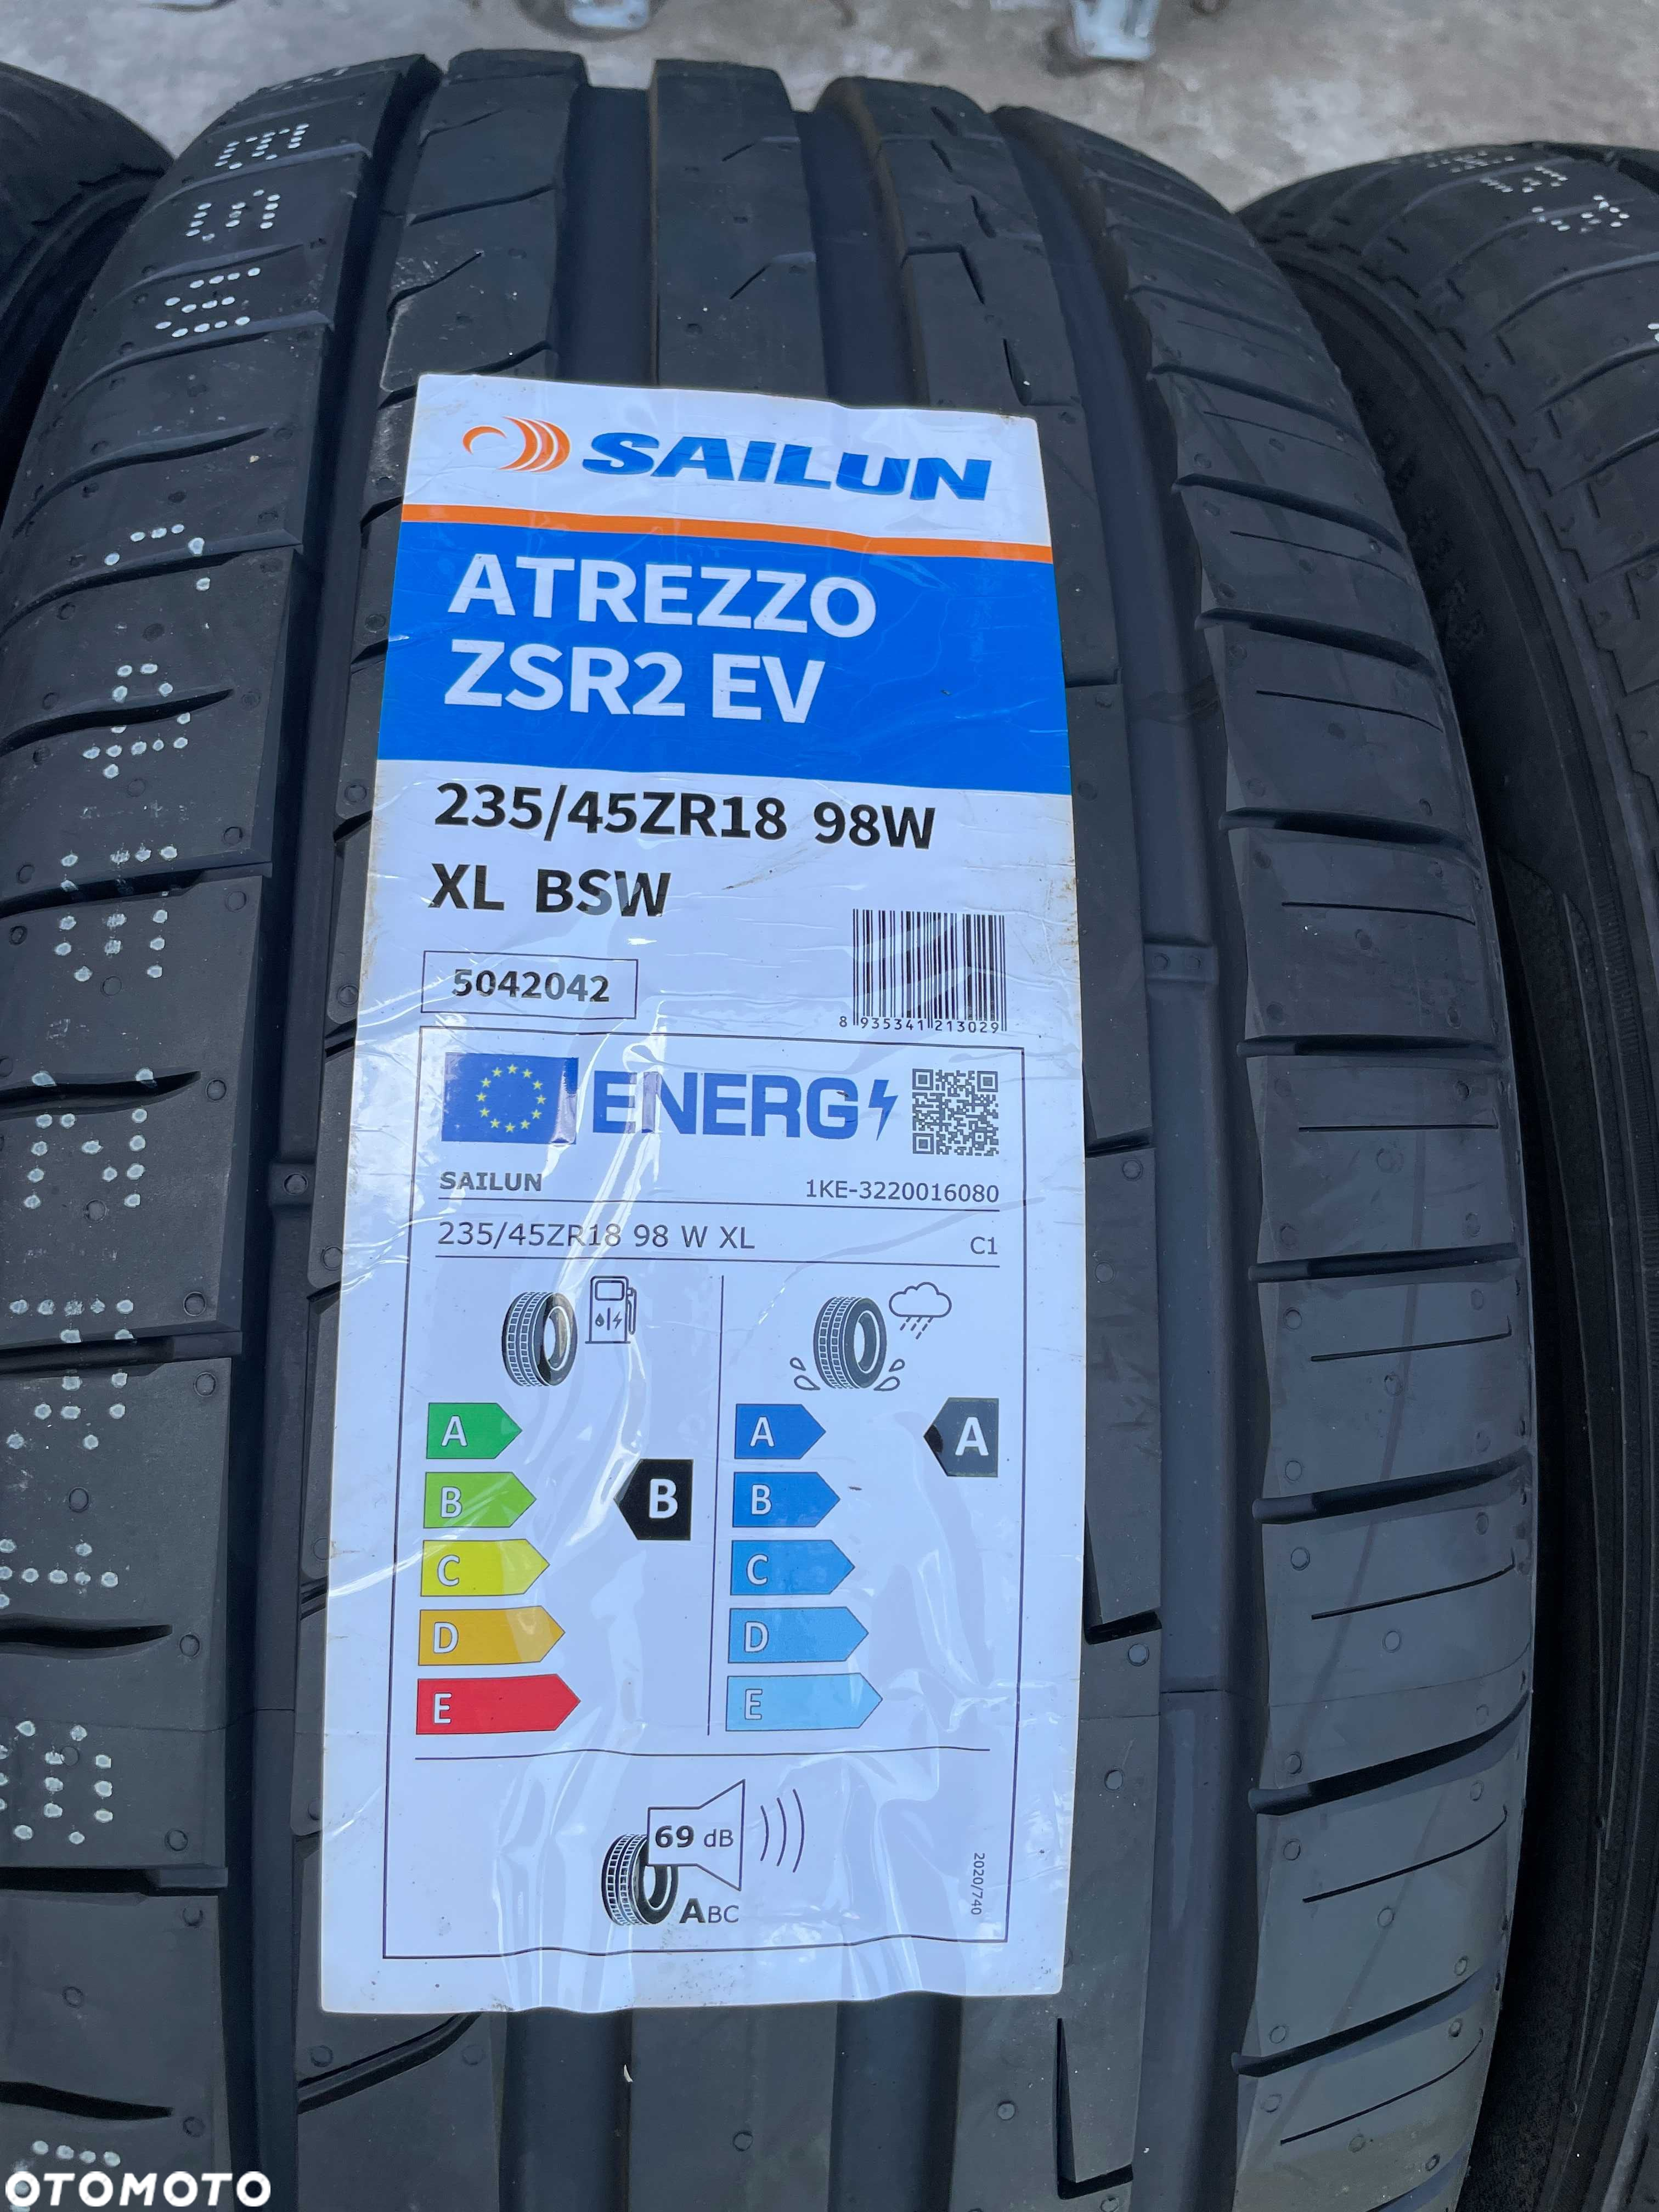 SAILUN
ATREZZO
ZSR2 EV
235/45ZR18 98W
XL BSW
5042042
8 935341 213029
ENERG
SAILUN 1KE-3220016080
235/45ZR18 98 W XL C1
A A A
B B B
C C
D D
E E
69 dB
ABC
2020/740
OTOMOTO